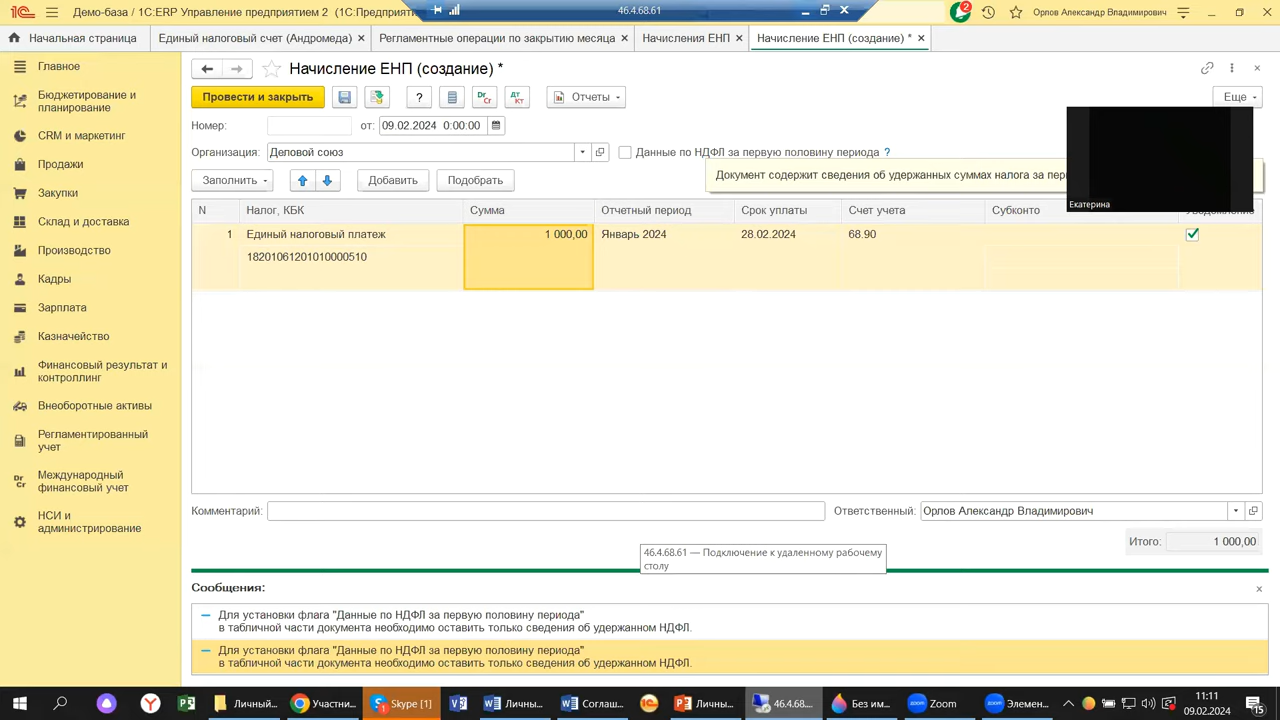 Демо-база / 1С:ERP Управление предприятием 2 (1С:Предприя
46.4.68.61
2
Орлов Александр Владимирович
Начальная страница
Единый налоговый счет (Андромеда)
Регламентные операции по закрытию месяца
Начисления ЕНП
Начисление ЕНП (создание) *
Главное
Бюджетирование и
планирование
CRM и маркетинг
Продажи
Закупки
Склад и доставка
Производство
Кадры
Зарплата
Казначейство
Финансовый результат и
контроллинг
Внеоборотные активы
Регламентированный
учет
Международный
финансовый учет
НСИ и
администрирование
Начисление ЕНП (создание) *
Провести и закрыть
?
Dr
Cr
Дт
Кт
Отчеты
Еще
Номер:
от: 09.02.2024 0:00:00
Организация: Деловой союз
Данные по НДФЛ за первую половину периода ?
Документ содержит сведения об удержанных суммах налога за пер
Екатерина
Заполнить
Добавить
Подобрать
N
Налог, КБК
Сумма
Отчетный период
Срок уплаты
Счет учета
Субконто
1
Единый налоговый платеж
1 000,00
Январь 2024
28.02.2024
68.90
18201061201010000510
Комментарий:
Ответственный: Орлов Александр Владимирович
Итого: 1 000,00
46.4.68.61 — Подключение к удаленному рабочему
столу
Сообщения:
Для установки флага "Данные по НДФЛ за первую половину периода"
в табличной части документа необходимо оставить только сведения об удержанном НДФЛ.
Для установки флага "Данные по НДФЛ за первую половину периода"
в табличной части документа необходимо оставить только сведения об удержанном НДФЛ.
Личный...
Участни...
Skype [1]
Личны...
Соглаш...
Личны...
46.4.68....
Без им...
Zoom
Элемен...
11:11
09.02.2024
15